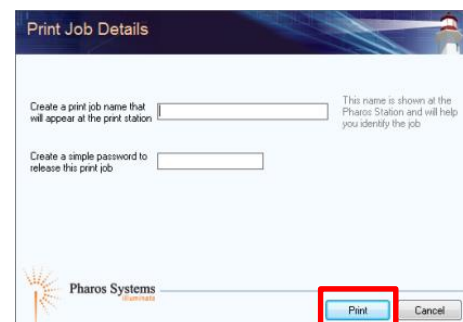 Print Job Details
Create a print job name that
will appear at the print station
This name is shown at the
Pharos Station and will help
you identify the job
Create a simple password to
release this print job
Pharos Systems
illuminate
Print
Cancel